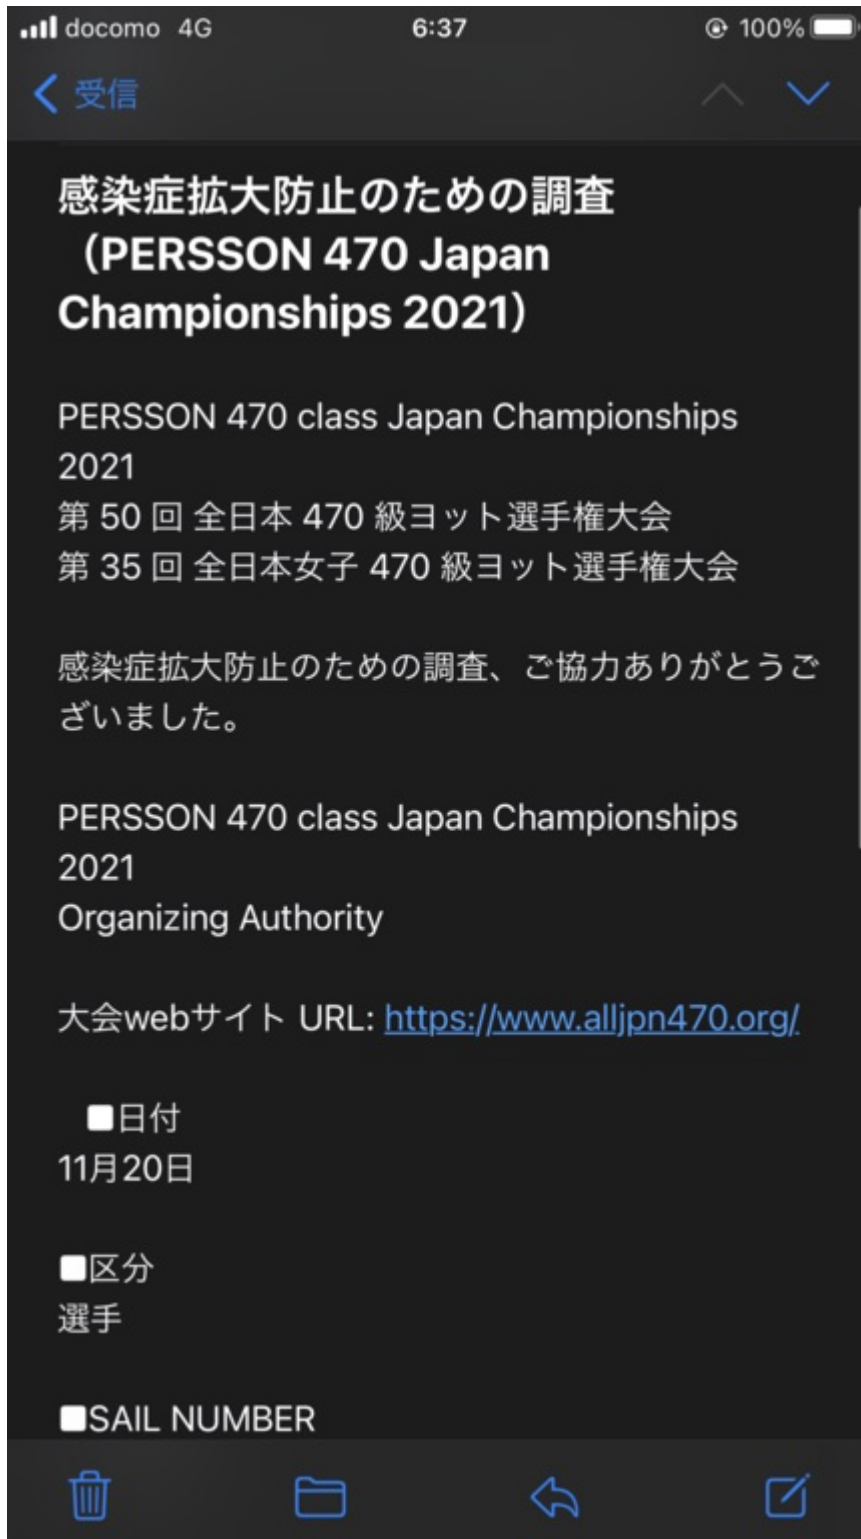 docomo 4G 6:37 100%
受信
感染症拡大防止のための調査
（PERSSON 470 Japan
Championships 2021）
PERSSON 470 class Japan Championships
2021
第 50 回 全日本 470 級ヨット選手権大会
第 35 回 全日本女子 470 級ヨット選手権大会
感染症拡大防止のための調査、ご協力ありがとうご
ざいました。
PERSSON 470 class Japan Championships
2021
Organizing Authority
大会webサイト URL: https://www.alljpn470.org/
■日付
11月20日
■区分
選手
■SAIL NUMBER